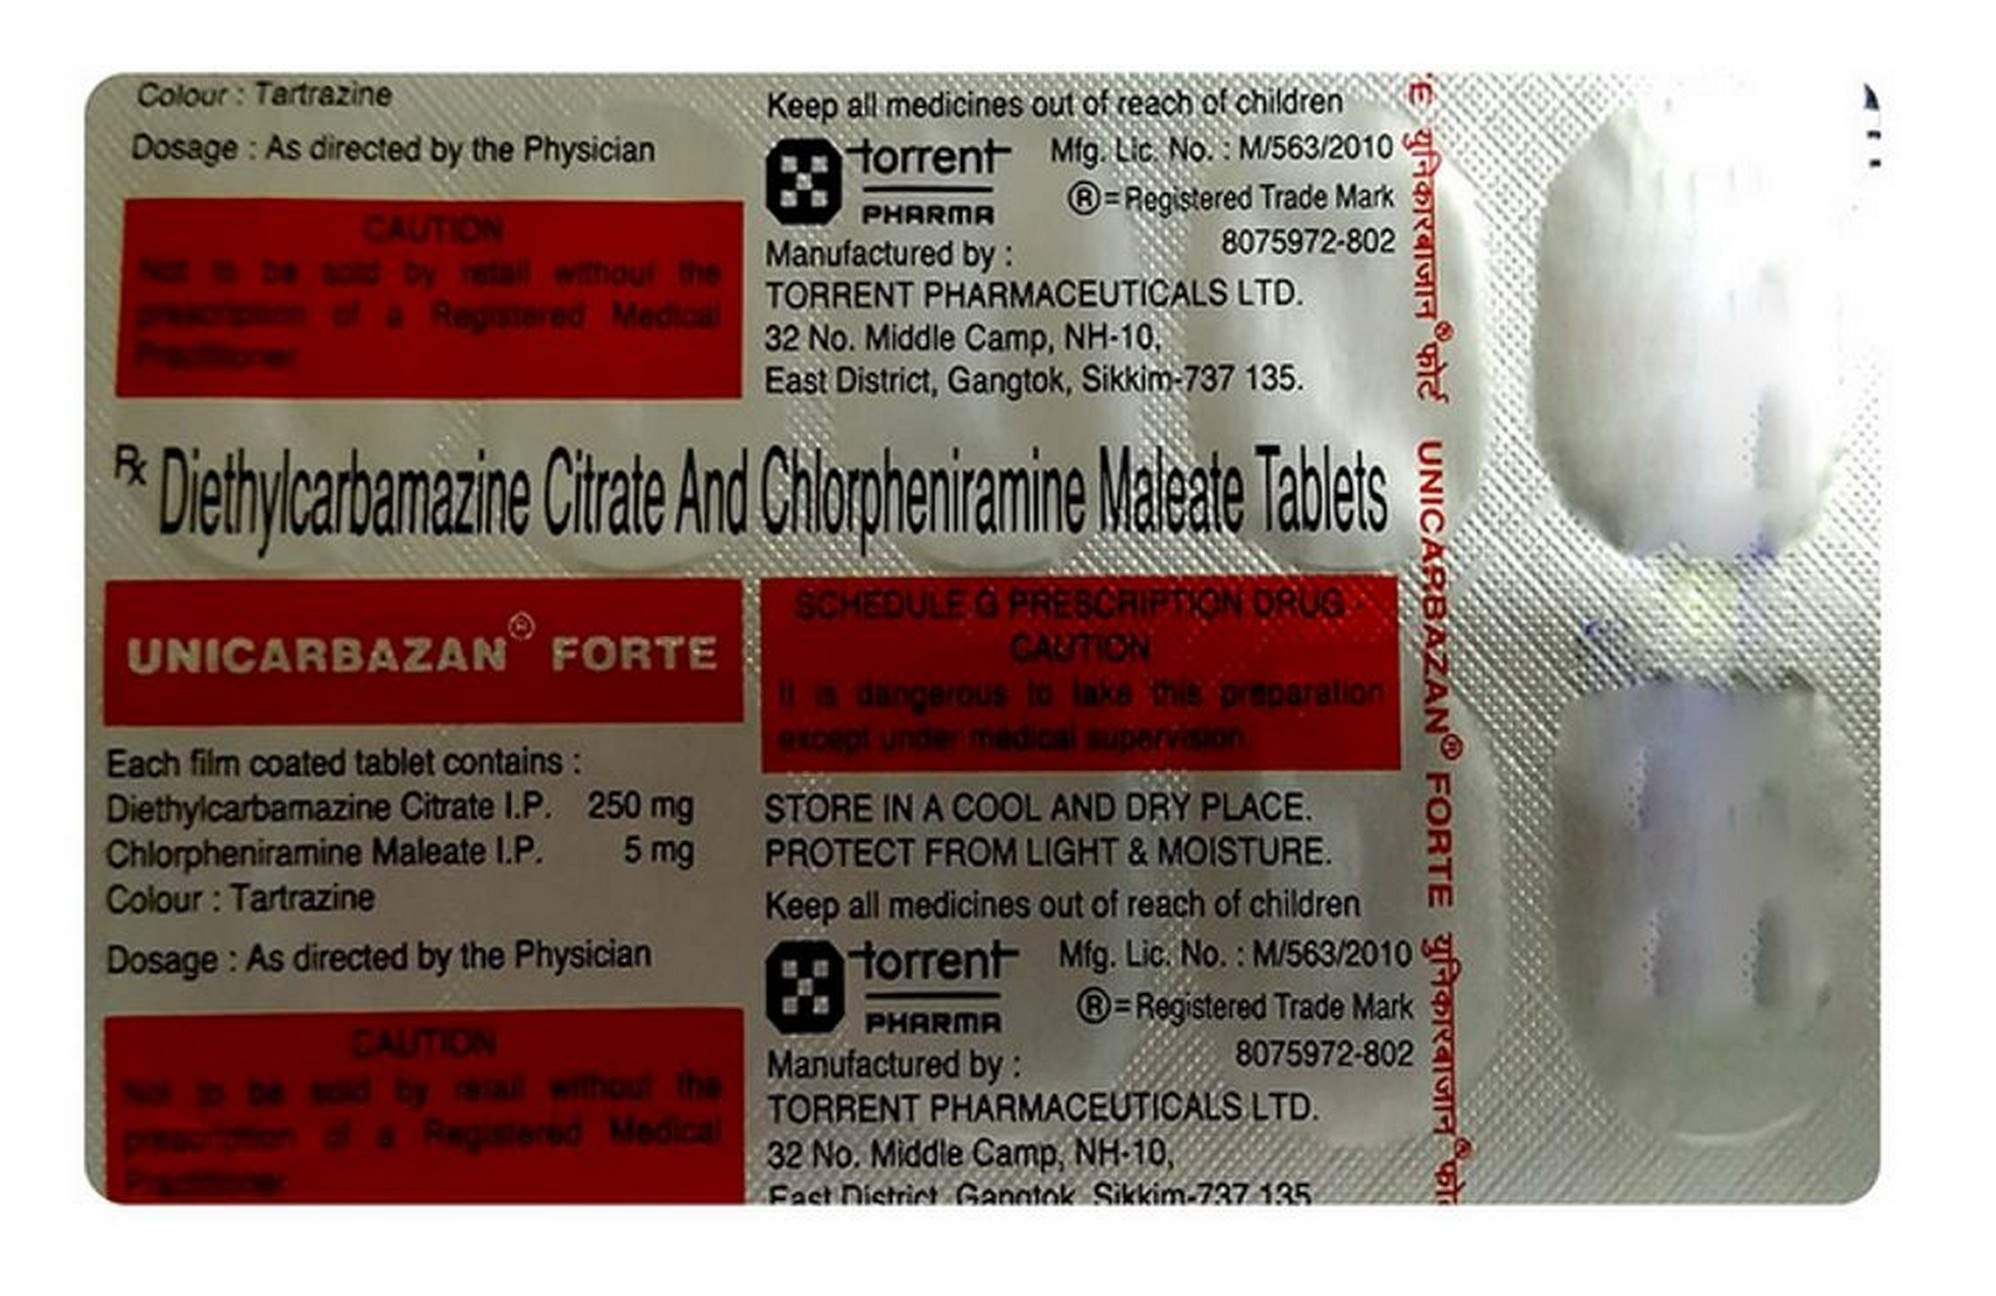 Colour : Tartrazine
Dosage : As directed by the Physician
CAUTION
Not to be sold by retail without the
prescription of a Registered Medical
Practitioner.
Keep all medicines out of reach of children
torrent
PHARMA
Mfg. Lic. No. : M/563/2010
®=Registered Trade Mark
8075972-802
Manufactured by :
TORRENT PHARMACEUTICALS LTD.
32 No. Middle Camp, NH-10,
East District, Gangtok, Sikkim-737 135.
Rx Diethylcarbamazine Citrate And Chlorpheniramine Maleate Tablets
UNICARBAZAN® FORTE
Each film coated tablet contains :
Diethylcarbamazine Citrate I.P. 250 mg
Chlorpheniramine Maleate I.P. 5 mg
Colour : Tartrazine
Dosage : As directed by the Physician
CAUTION
Not to be sold by retail without the
prescription of a Registered Medical
Practitioner
SCHEDULE G PRESCRIPTION DRUG -
CAUTION
It is dangerous to take this preparation
except under medical supervision.
STORE IN A COOL AND DRY PLACE.
PROTECT FROM LIGHT & MOISTURE.
Keep all medicines out of reach of children
torrent
PHARMA
Mfg. Lic. No. : M/563/2010
®=Registered Trade Mark
8075972-802
Manufactured by :
TORRENT PHARMACEUTICALS LTD.
32 No. Middle Camp, NH-10,
East District, Gangtok, Sikkim-737 135
E युनिकारबाजान® फोर्ट UNICARBAZAN® FORTE युनिकारबाजान®